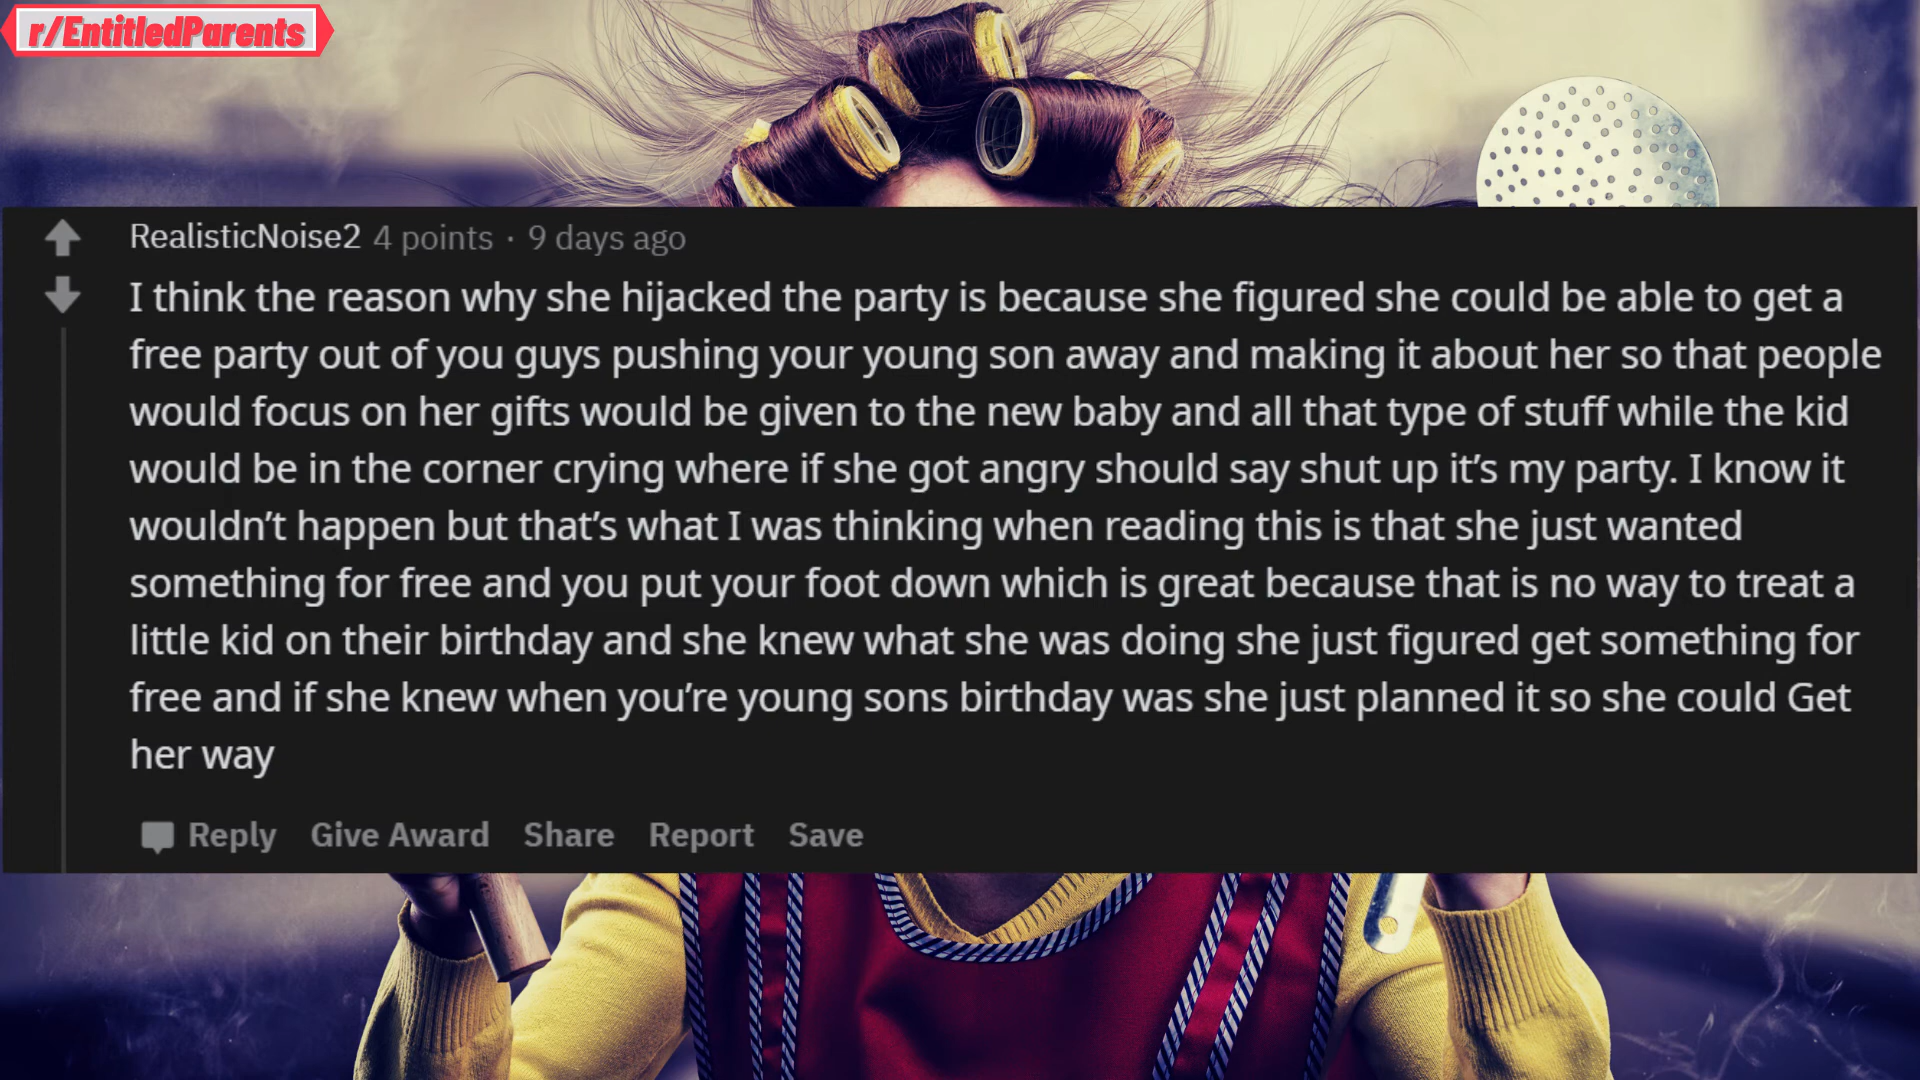 r/EntitledParents
RealisticNoise2 4 points · 9 days ago
I think the reason why she hijacked the party is because she figured she could be able to get a
free party out of you guys pushing your young son away and making it about her so that people
would focus on her gifts would be given to the new baby and all that type of stuff while the kid
would be in the corner crying where if she got angry should say shut up it’s my party. I know it
wouldn’t happen but that’s what I was thinking when reading this is that she just wanted
something for free and you put your foot down which is great because that is no way to treat a
little kid on their birthday and she knew what she was doing she just figured get something for
free and if she knew when you’re young sons birthday was she just planned it so she could Get
her way
Reply Give Award Share Report Save